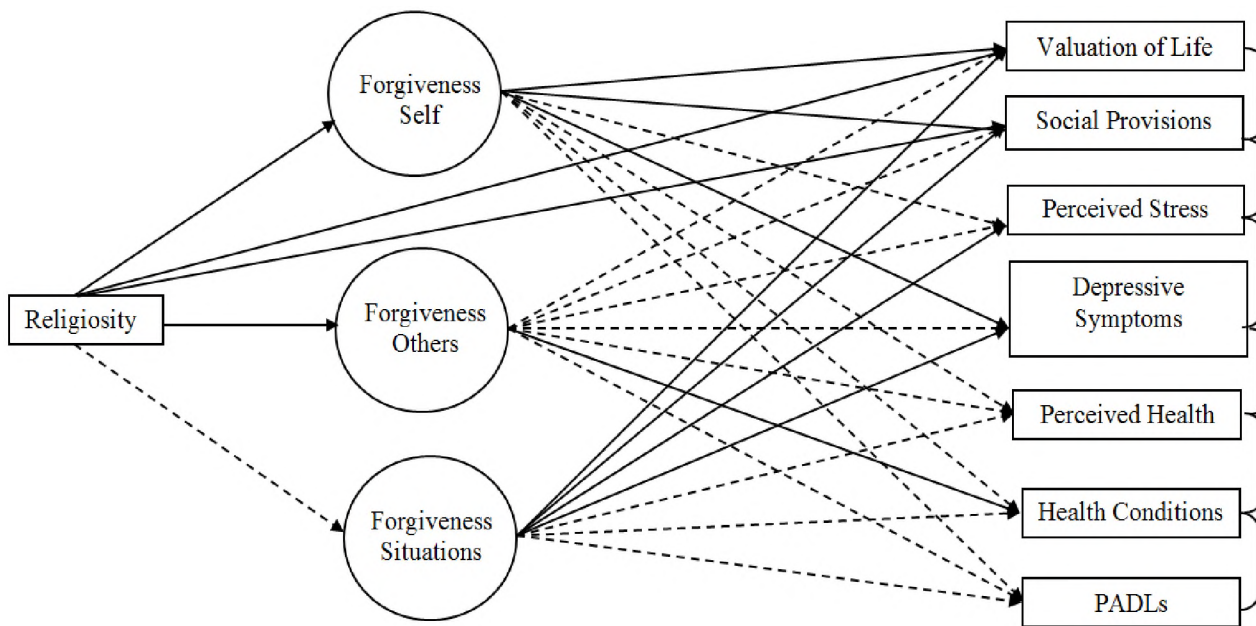 Religiosity
Forgiveness
Self
Forgiveness
Others
Forgiveness
Situations
Valuation of Life
Social Provisions
Perceived Stress
Depressive
Symptoms
Perceived Health
Health Conditions
PADLs